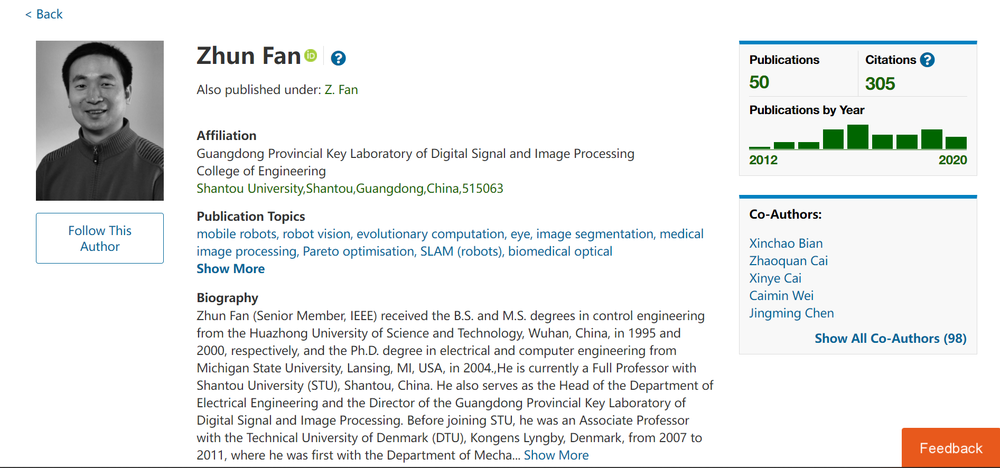 < Back
Zhun Fan iD ?
Also published under: Z. Fan
Affiliation
Guangdong Provincial Key Laboratory of Digital Signal and Image Processing
College of Engineering
Shantou University,Shantou,Guangdong,China,515063
Publication Topics
mobile robots, robot vision, evolutionary computation, eye, image segmentation, medical
image processing, Pareto optimisation, SLAM (robots), biomedical optical
Show More
Biography
Zhun Fan (Senior Member, IEEE) received the B.S. and M.S. degrees in control engineering
from the Huazhong University of Science and Technology, Wuhan, China, in 1995 and
2000, respectively, and the Ph.D. degree in electrical and computer engineering from
Michigan State University, Lansing, MI, USA, in 2004.,He is currently a Full Professor with
Shantou University (STU), Shantou, China. He also serves as the Head of the Department of
Electrical Engineering and the Director of the Guangdong Provincial Key Laboratory of
Digital Signal and Image Processing. Before joining STU, he was an Associate Professor
with the Technical University of Denmark (DTU), Kongens Lyngby, Denmark, from 2007 to
2011, where he was first with the Department of Mecha... Show More
Follow This
Author
Publications
50
Citations ?
305
Publications by Year
2012
2020
Co-Authors:
Xinchao Bian
Zhaoquan Cai
Xinye Cai
Caimin Wei
Jingming Chen
Show All Co-Authors (98)
Feedback